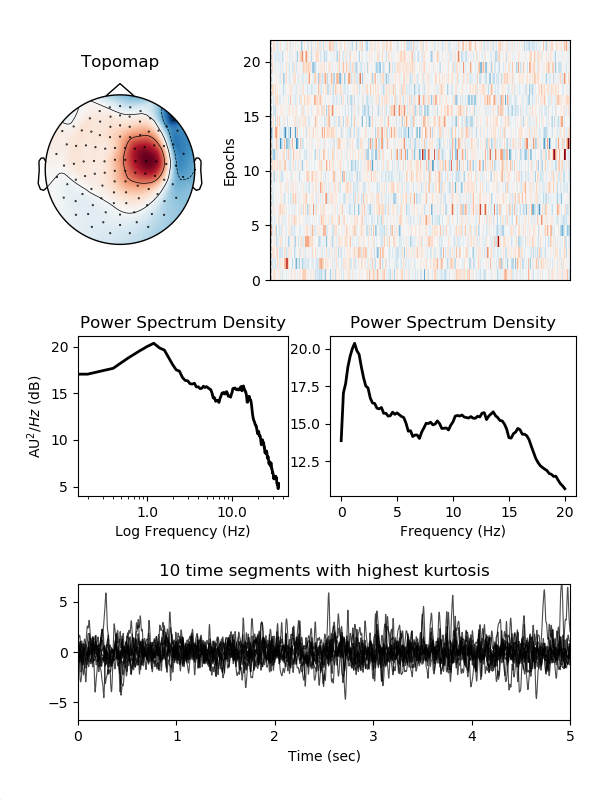 Topomap
Epochs
20
15
10
5
0
Power Spectrum Density
AU²/Hz (dB)
20
15
10
5
1.0 10.0
Log Frequency (Hz)
Power Spectrum Density
20.0
17.5
15.0
12.5
0 5 10 15 20
Frequency (Hz)
10 time segments with highest kurtosis
5
0
−5
0 1 2 3 4 5
Time (sec)